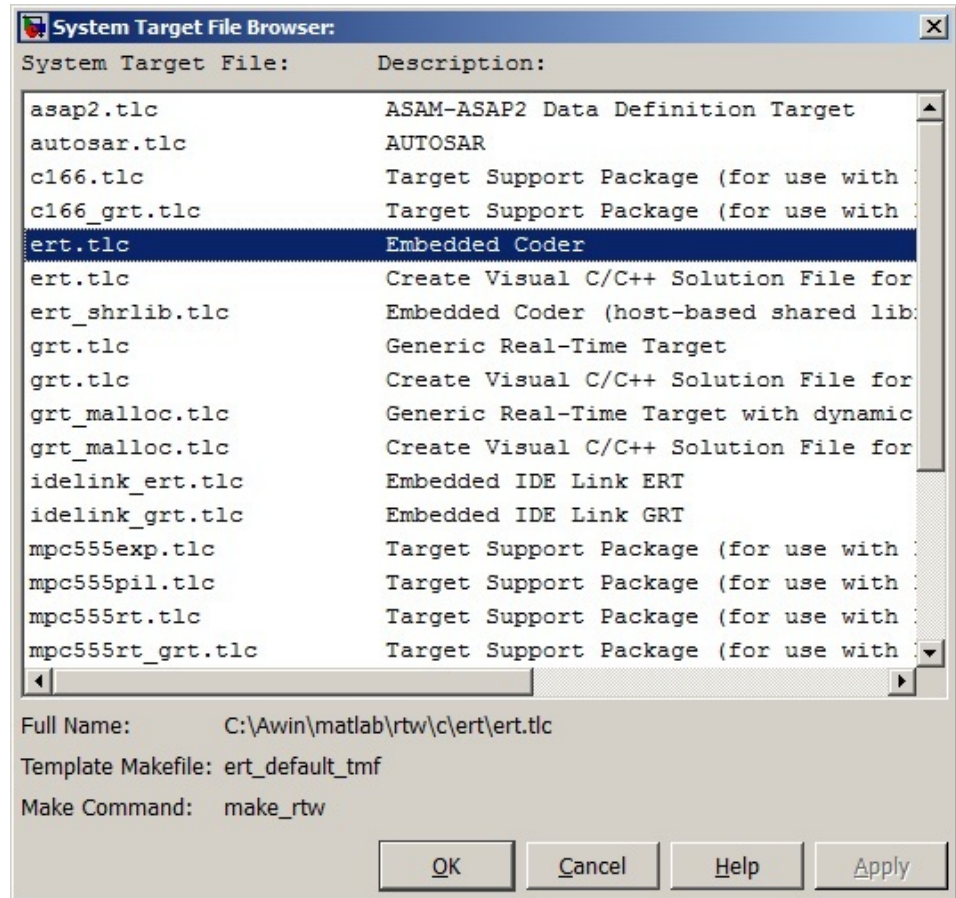 System Target File Browser:
System Target File: Description:
asap2.tlc ASAM-ASAP2 Data Definition Target
autosar.tlc AUTOSAR
c166.tlc Target Support Package (for use with
c166_grt.tlc Target Support Package (for use with
ert.tlc Embedded Coder
ert.tlc Create Visual C/C++ Solution File for
ert_shrlib.tlc Embedded Coder (host-based shared
grt.tlc Generic Real-Time Target
grt.tlc Create Visual C/C++ Solution File for
grt_malloc.tlc Generic Real-Time Target with dynamic
grt_malloc.tlc Create Visual C/C++ Solution File for
idelink_ert.tlc Embedded IDE Link ERT
idelink_grt.tlc Embedded IDE Link GRT
mpc555exp.tlc Target Support Package (for use with
mpc555pil.tlc Target Support Package (for use with
mpc555rt.tlc Target Support Package (for use with
mpc555rt_grt.tlc Target Support Package (for use with
Full Name: C:\Awin\matlab\rtw\c\ert\ert.tlc
Template Makefile: ert_default_tmf
Make Command: make_rtw
OK Cancel Help Apply